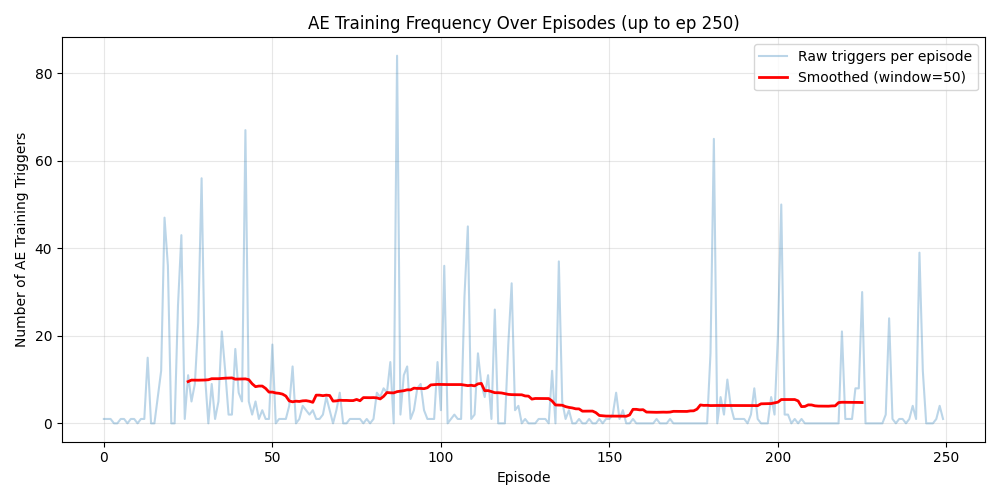 AE Training Frequency Over Episodes (up to ep 250)
Raw triggers per episode
Smoothed (window=50)
Number of AE Training Triggers
80
60
40
20
0
0 50 100 150 200 250
Episode